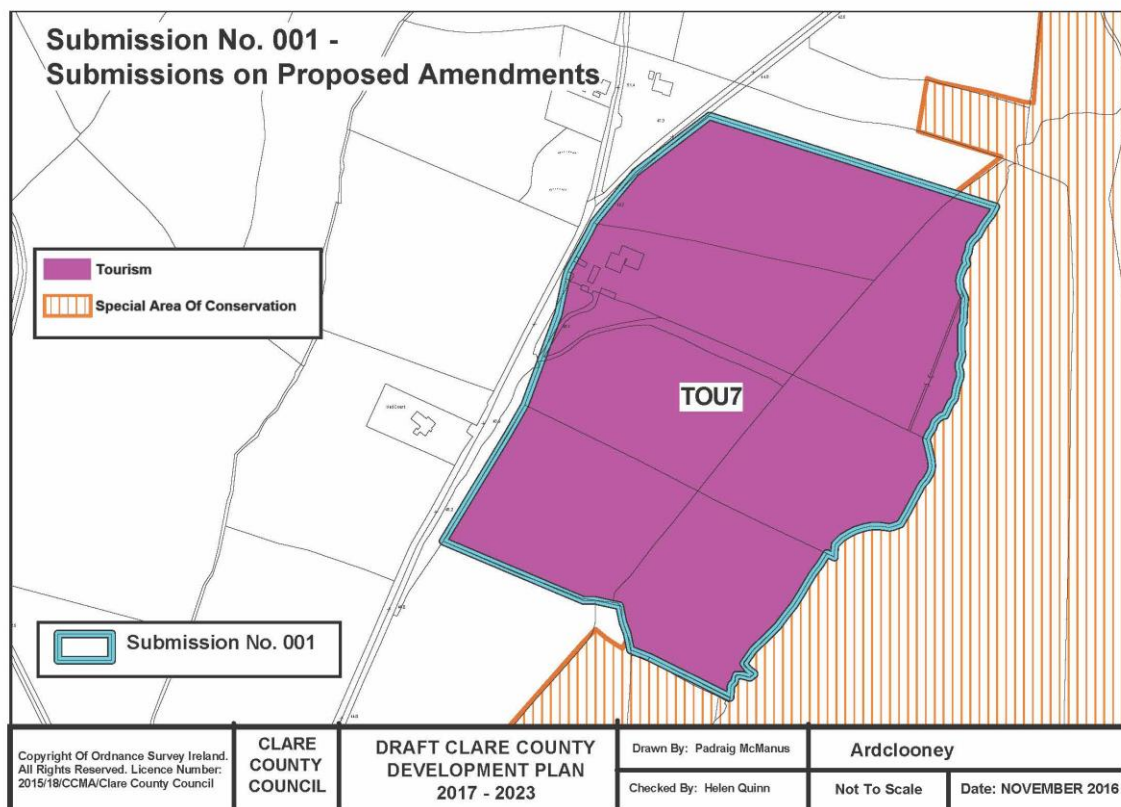 Submission No. 001 -
Submissions on Proposed Amendments
Tourism
Special Area Of Conservation
TOU7
Submission No. 001
Copyright Of Ordnance Survey Ireland.
All Rights Reserved. Licence Number:
2015/18/CCMA/Clare County Council
CLARE
COUNTY
COUNCIL
DRAFT CLARE COUNTY
DEVELOPMENT PLAN
2017 - 2023
Drawn By: Padraig McManus
Checked By: Helen Quinn
Ardclooney
Not To Scale
Date: NOVEMBER 2016